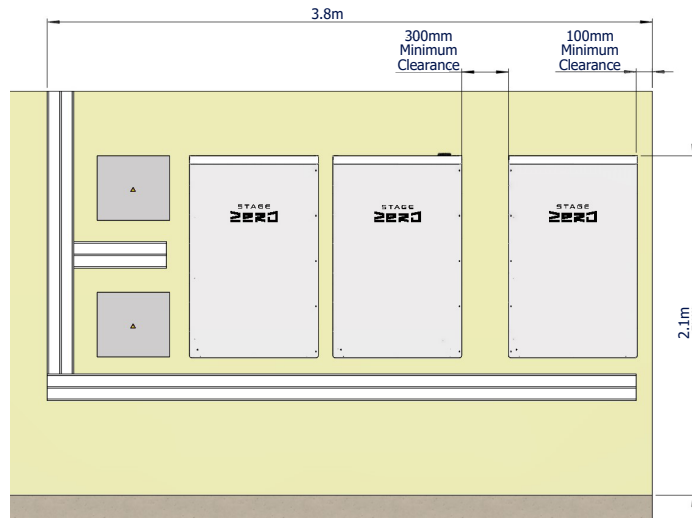 3.8m
300mm
Minimum
Clearance
100mm
Minimum
Clearance
STAGE
ZERO
STAGE
ZERO
STAGE
ZERO
2.1m